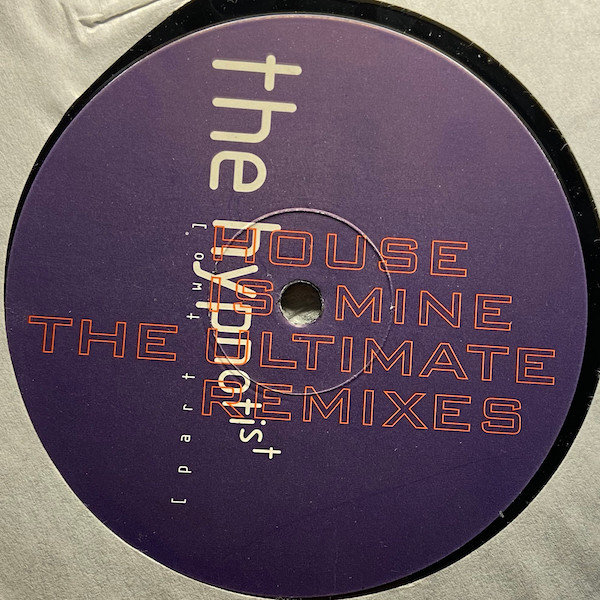 the hypnotist
[part two.]
HOUSE
IS MINE
THE ULTIMATE
REMIXES